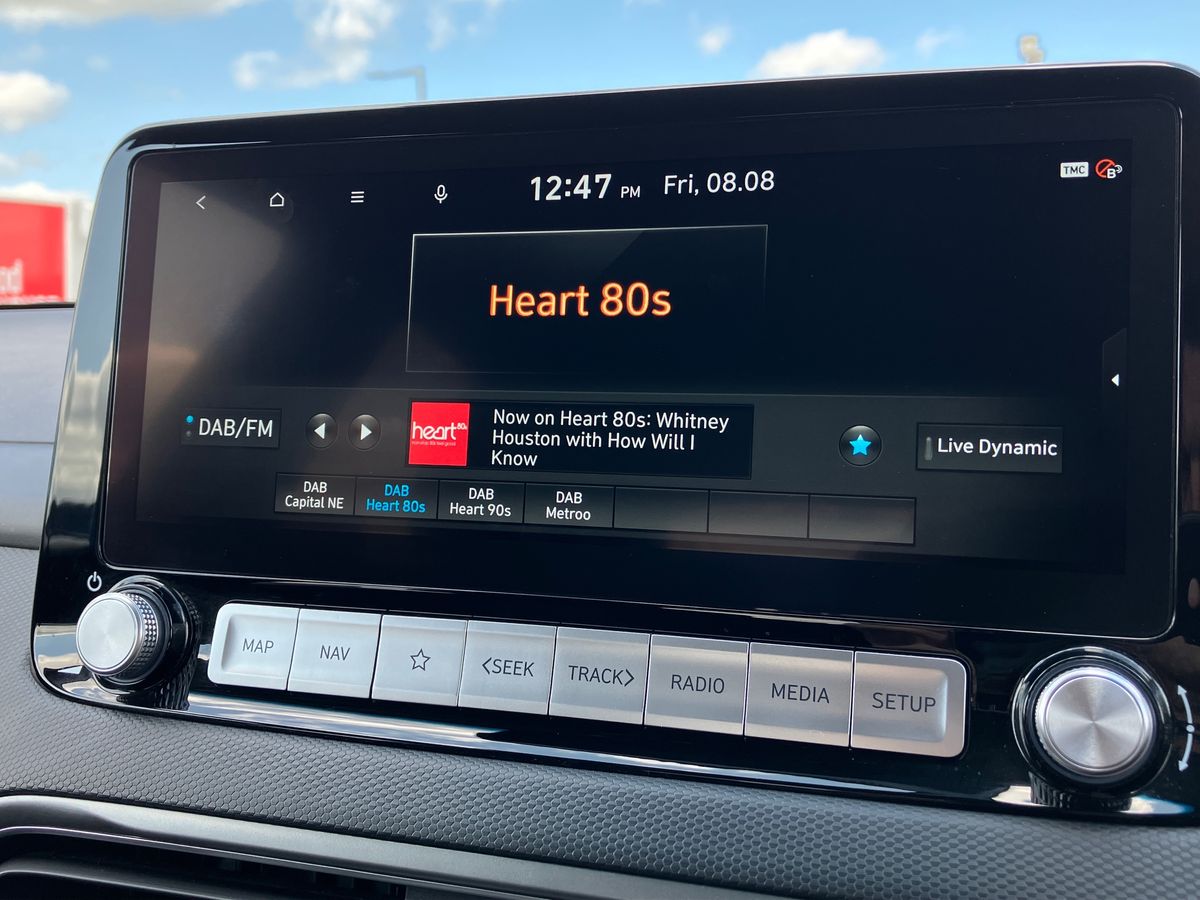 12:47 PM Fri, 08.08
TMC
B
Heart 80s
DAB/FM
heart 80s
Now on Heart 80s: Whitney
Houston with How Will I
Know
Live Dynamic
DAB
Capital NE
DAB
Heart 80s
DAB
Heart 90s
DAB
Metroo
MAP
NAV
<SEEK
TRACK>
RADIO
MEDIA
SETUP
od